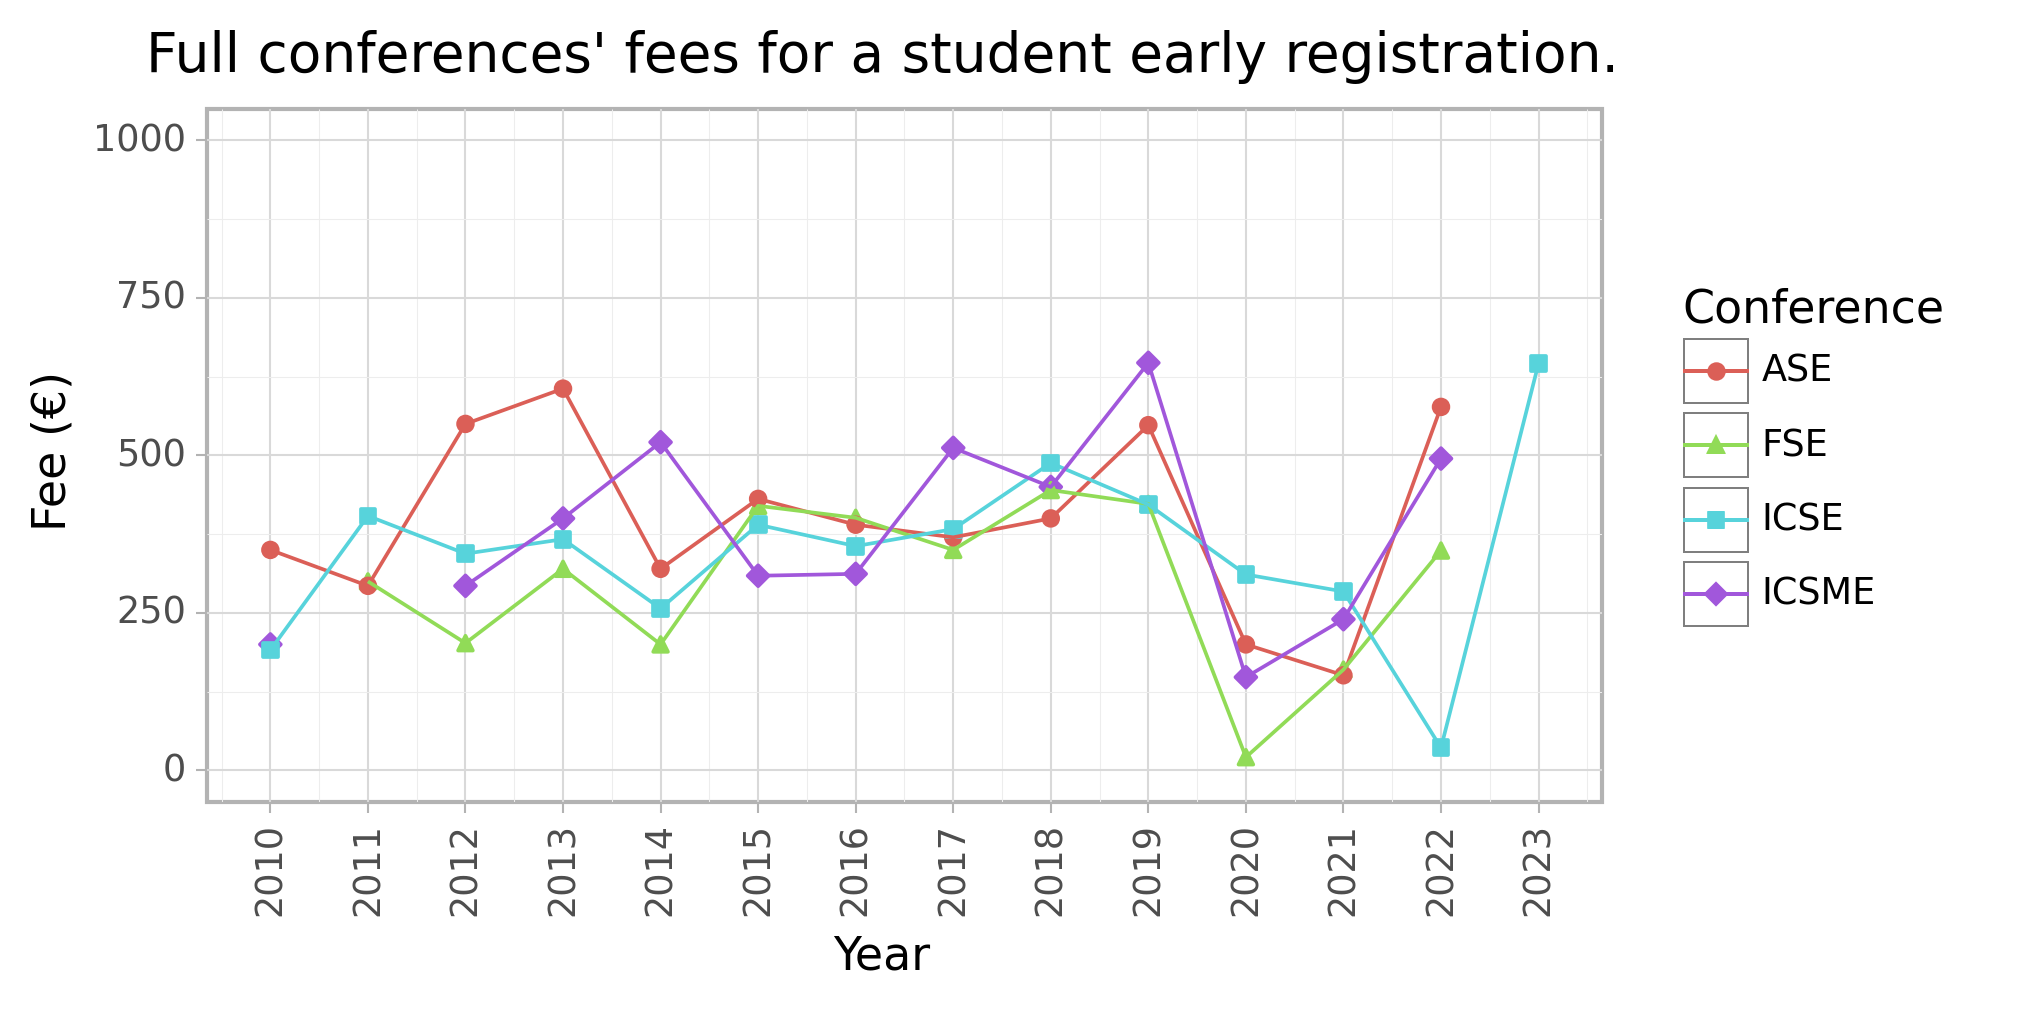 Full conferences' fees for a student early registration.
1000
750
500
250
0
Fee (€)
2010
2011
2012
2013
2014
2015
2016
2017
2018
2019
2020
2021
2022
2023
Year
Conference
ASE
FSE
ICSE
ICSME